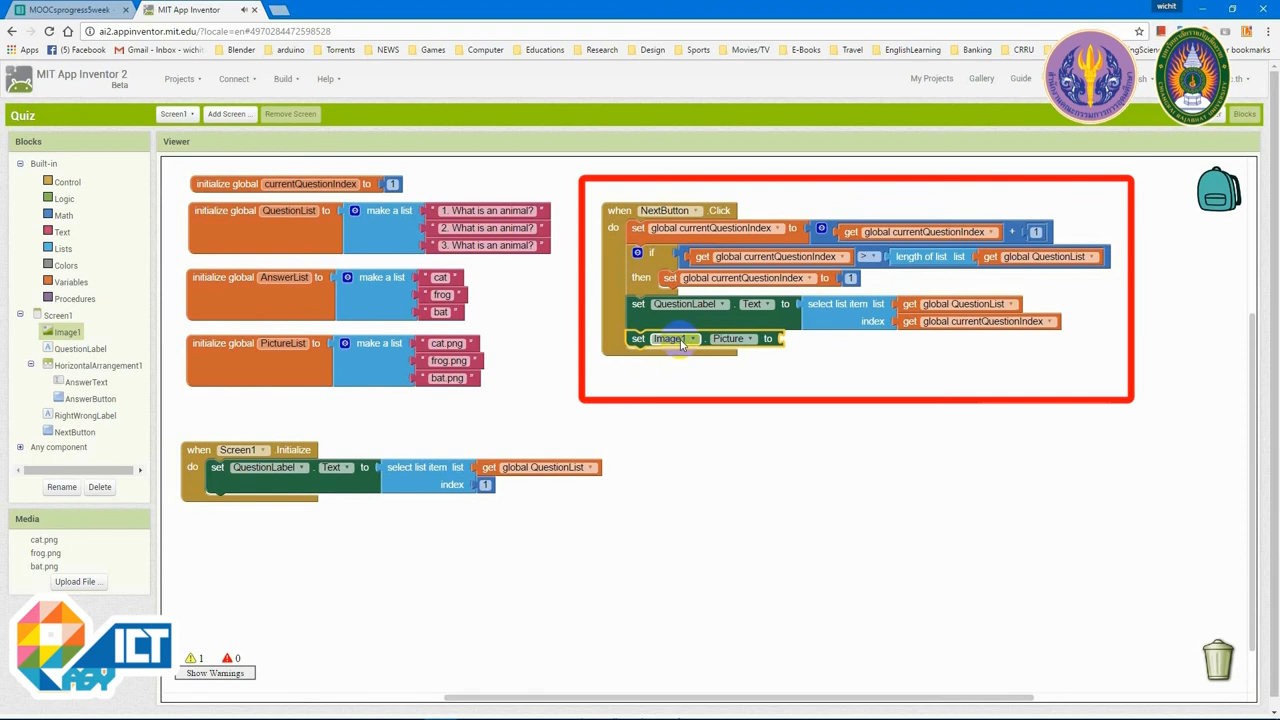 wichit
MOOCsprogress5week
MIT App Inventor
ai2.appinventor.mit.edu/?locale=en#4970284472598528
Apps
(5) Facebook
Gmail - Inbox - wichit
Blender
arduino
Torrents
NEWS
Games
Computer
Educations
Research
Design
Sports
Movies/TV
E-Books
Travel
EnglishLearning
Banking
CRRU
MIT App Inventor 2
Beta
Projects
Connect
Build
Help
My Projects
Gallery
Guide
Quiz
Screen1
Add Screen ...
Remove Screen
Blocks
Blocks
Viewer
Built-in
Control
Logic
Math
Text
Lists
Colors
Variables
Procedures
Screen1
Image1
QuestionLabel
HorizontalArrangement1
AnswerText
AnswerButton
RightWrongLabel
NextButton
Any component
Rename
Delete
Media
cat.png
frog.png
bat.png
Upload File ...
initialize global currentQuestionIndex to 1
initialize global QuestionList to make a list " 1. What is an animal? "
" 2. What is an animal? "
" 3. What is an animal? "
initialize global AnswerList to make a list " cat "
" frog "
" bat "
initialize global PictureList to make a list " cat.png "
" frog.png "
" bat.png "
when Screen1 .Initialize
do set QuestionLabel . Text to select list item list get global QuestionList
index 1
when NextButton .Click
do set global currentQuestionIndex to get global currentQuestionIndex + 1
if get global currentQuestionIndex > length of list list get global QuestionList
then set global currentQuestionIndex to 1
set QuestionLabel . Text to select list item list get global QuestionList
index get global currentQuestionIndex
set Image1 . Picture to
1 0
Show Warnings
ICT